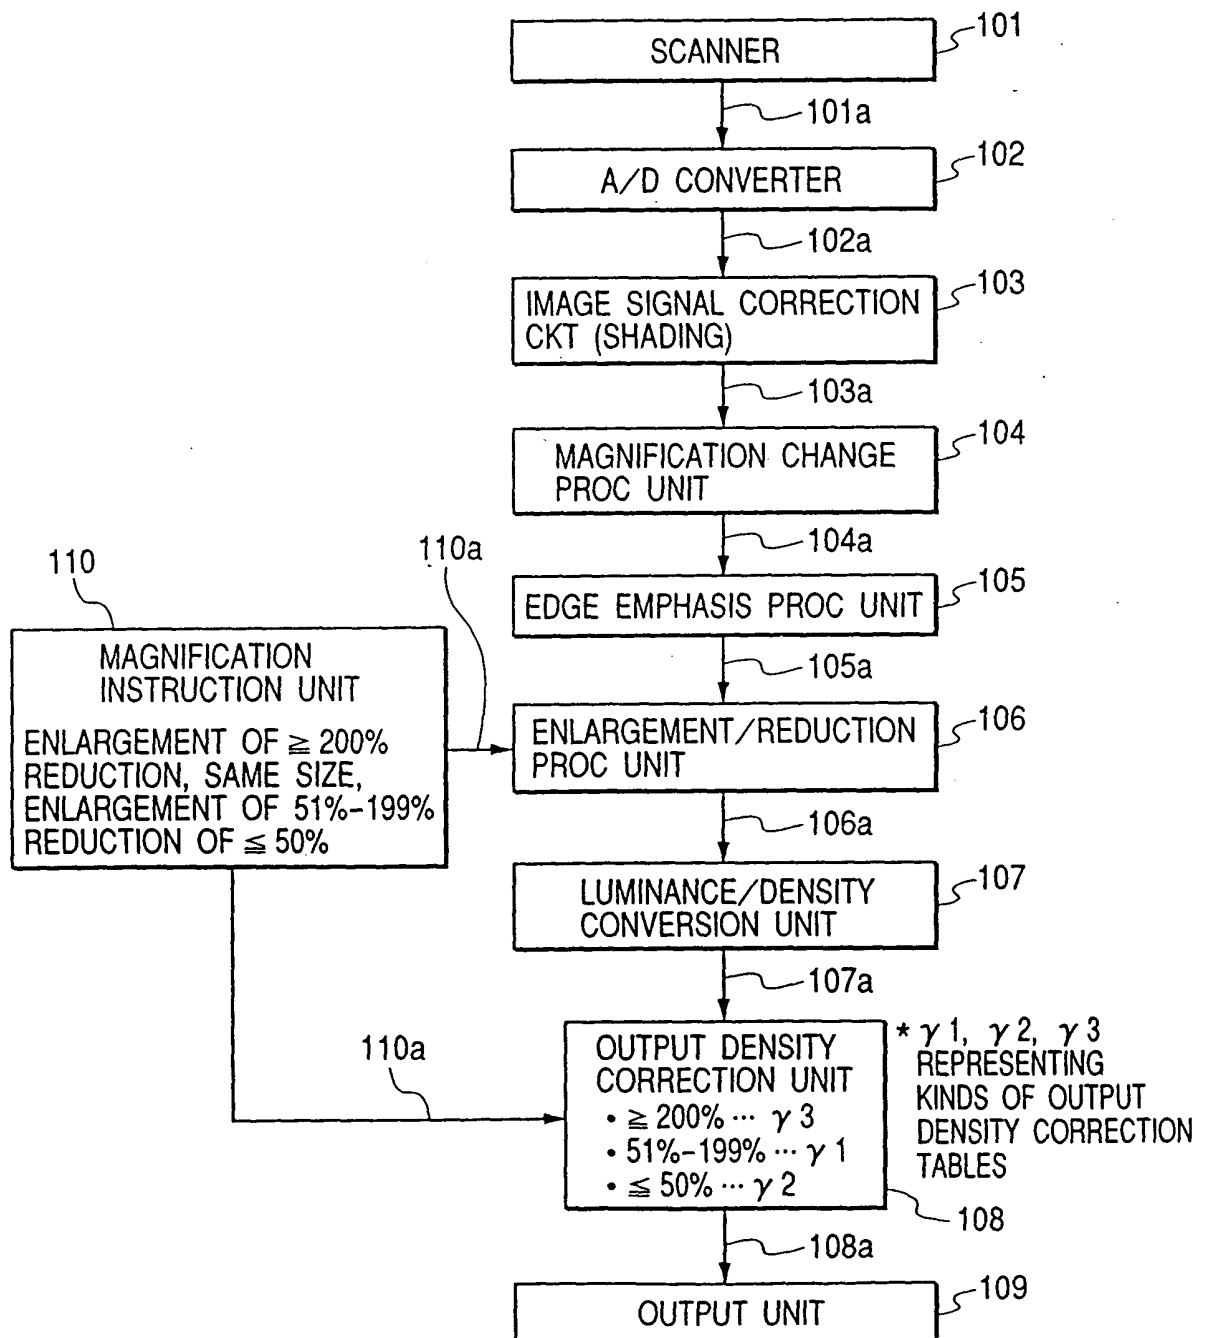 SCANNER
101
101a
A/D CONVERTER
102
102a
IMAGE SIGNAL CORRECTION
CKT (SHADING)
103
103a
MAGNIFICATION CHANGE
PROC UNIT
104
104a
EDGE EMPHASIS PROC UNIT
105
105a
110
110a
MAGNIFICATION
INSTRUCTION UNIT
ENLARGEMENT OF ≧ 200%
REDUCTION, SAME SIZE,
ENLARGEMENT OF 51%-199%
REDUCTION OF ≦ 50%
ENLARGEMENT/REDUCTION
PROC UNIT
106
106a
LUMINANCE/DENSITY
CONVERSION UNIT
107
107a
110a
OUTPUT DENSITY
CORRECTION UNIT
• ≧ 200% ··· γ 3
• 51%-199% ··· γ 1
• ≦ 50% ··· γ 2
* γ 1, γ 2, γ 3
REPRESENTING
KINDS OF OUTPUT
DENSITY CORRECTION
TABLES
108
108a
OUTPUT UNIT
109